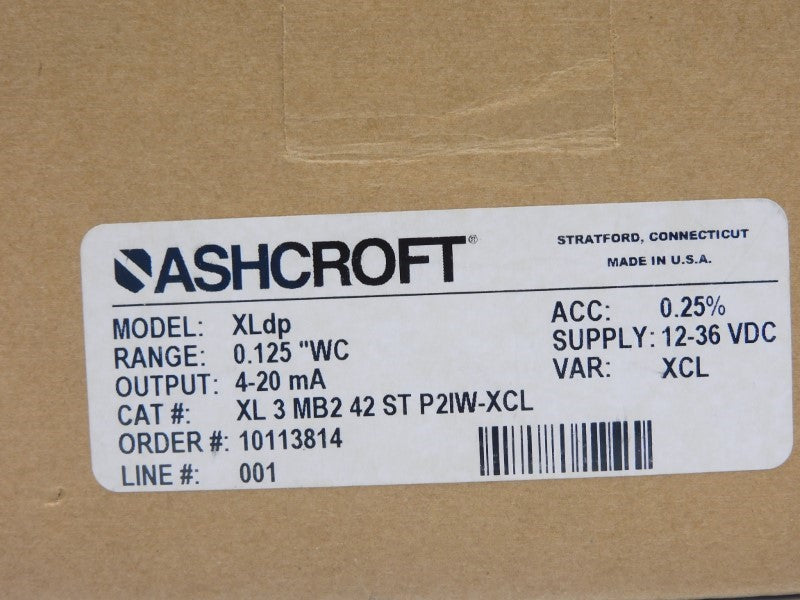 ASHCROFT®
STRATFORD, CONNECTICUT
MADE IN U.S.A.
MODEL: XLdp
RANGE: 0.125 "WC
OUTPUT: 4-20 mA
CAT #: XL 3 MB2 42 ST P2IW-XCL
ORDER #: 10113814
LINE #: 001
ACC: 0.25%
SUPPLY: 12-36 VDC
VAR: XCL